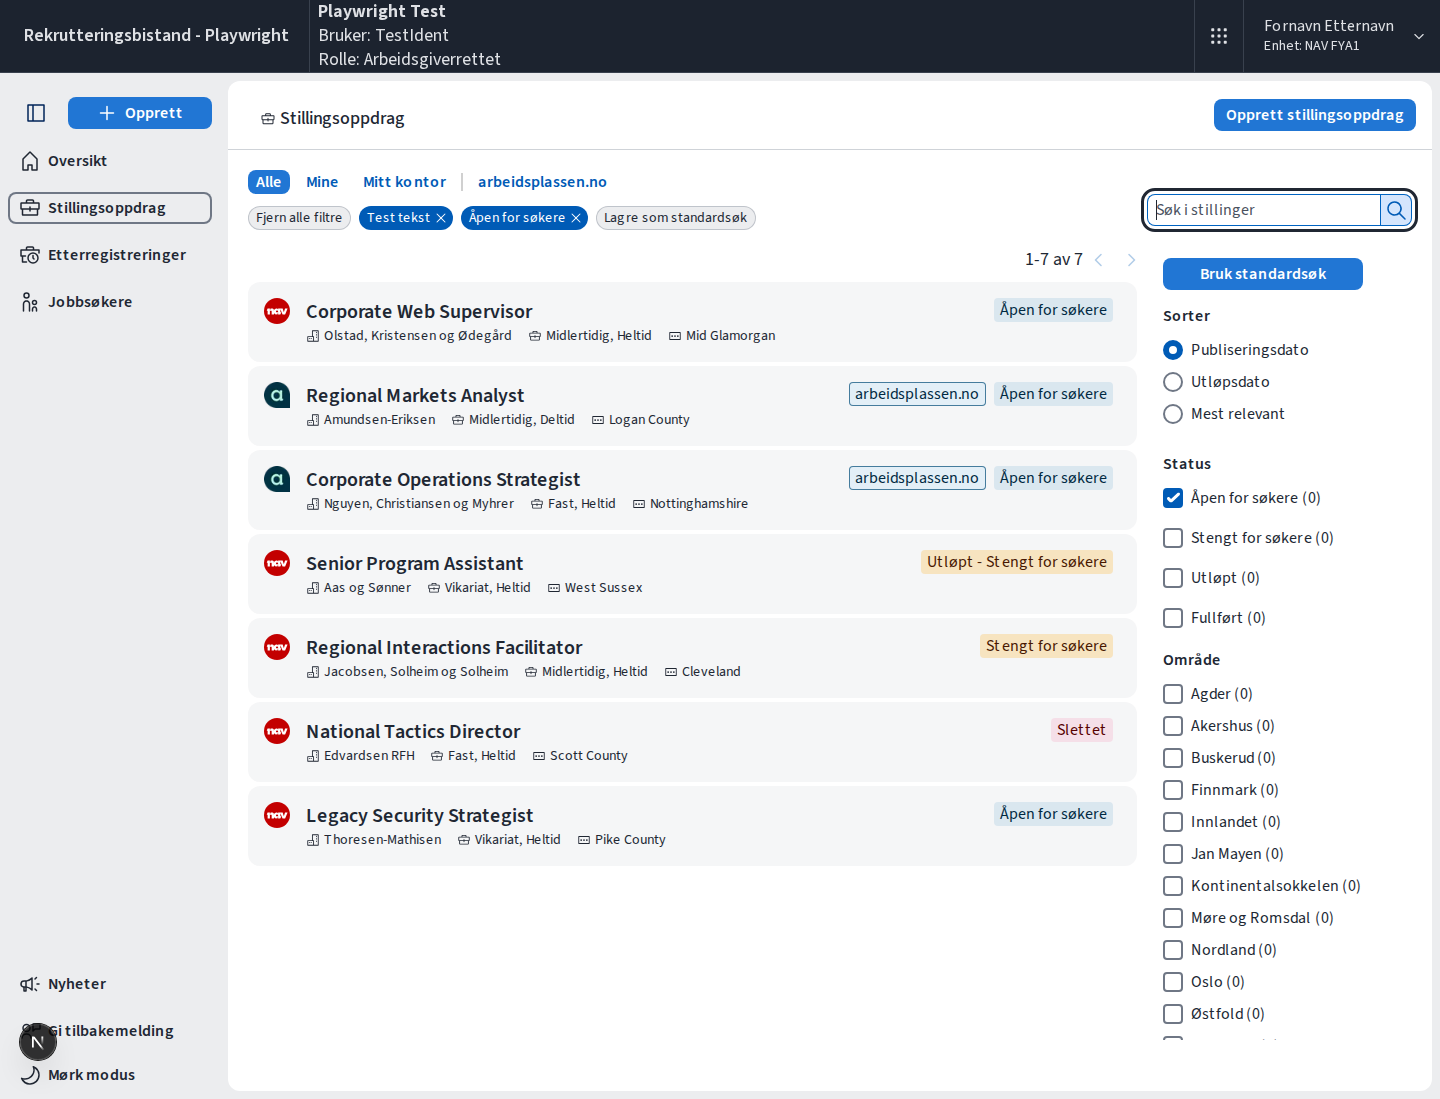 Rekrutteringsbistand - Playwright
Playwright Test
Bruker: TestIdent
Rolle: Arbeidsgiverrettet
Fornavn Etternavn
Enhet: NAV FYA1
Opprett
Oversikt
Stillingsoppdrag
Etterregistreringer
Jobbsøkere
Nyheter
Gi tilbakemelding
N
Mørk modus
Stillingsoppdrag
Opprett stillingsoppdrag
Alle Mine Mitt kontor arbeidsplassen.no
Fjern alle filtre Test tekst Åpen for søkere Lagre som standardsøk
1-7 av 7
nav Corporate Web Supervisor Åpen for søkere
Olstad, Kristensen og Ødegård Midlertidig, Heltid Mid Glamorgan
a Regional Markets Analyst arbeidsplassen.no Åpen for søkere
Amundsen-Eriksen Midlertidig, Deltid Logan County
a Corporate Operations Strategist arbeidsplassen.no Åpen for søkere
Nguyen, Christiansen og Myhrer Fast, Heltid Nottinghamshire
nav Senior Program Assistant Utløpt - Stengt for søkere
Aas og Sønner Vikariat, Heltid West Sussex
nav Regional Interactions Facilitator Stengt for søkere
Jacobsen, Solheim og Solheim Midlertidig, Heltid Cleveland
nav National Tactics Director Slettet
Edvardsen RFH Fast, Heltid Scott County
nav Legacy Security Strategist Åpen for søkere
Thoresen-Mathisen Vikariat, Heltid Pike County
Søk i stillinger
Bruk standardsøk
Sorter
Publiseringsdato
Utløpsdato
Mest relevant
Status
Åpen for søkere (0)
Stengt for søkere (0)
Utløpt (0)
Fullført (0)
Område
Agder (0)
Akershus (0)
Buskerud (0)
Finnmark (0)
Innlandet (0)
Jan Mayen (0)
Kontinentalsokkelen (0)
Møre og Romsdal (0)
Nordland (0)
Oslo (0)
Østfold (0)